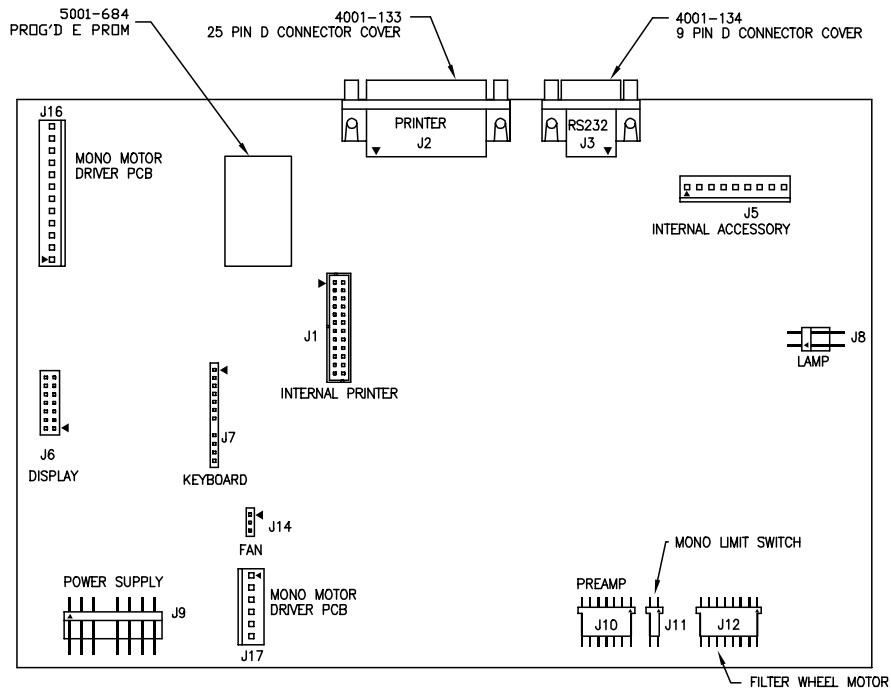 5001-684
PROG'D E PROM
4001-133
25 PIN D CONNECTOR COVER
4001-134
9 PIN D CONNECTOR COVER
J16
MONO MOTOR
DRIVER PCB
PRINTER
J2
RS232
J3
J5
INTERNAL ACCESSORY
J1
INTERNAL PRINTER
J8
LAMP
J6
DISPLAY
J7
KEYBOARD
J14
FAN
POWER SUPPLY
J9
MONO MOTOR
DRIVER PCB
J17
MONO LIMIT SWITCH
PREAMP
J10
J11
J12
FILTER WHEEL MOTOR